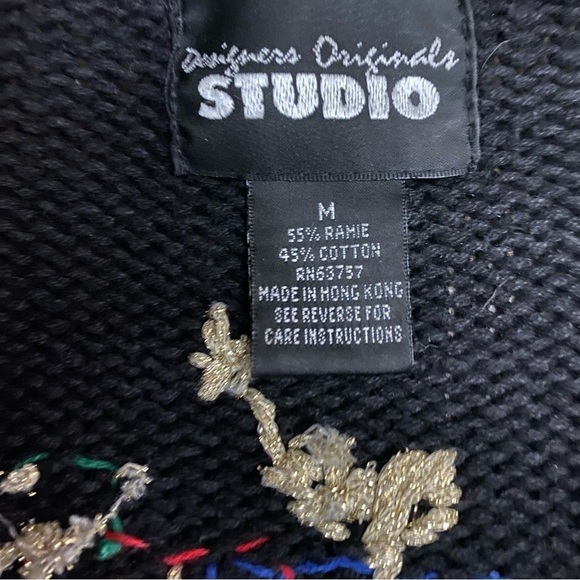 Designers Originals
STUDIO
M
55% RAMIE
45% COTTON
RN63757
MADE IN HONG KONG
SEE REVERSE FOR
CARE INSTRUCTIONS